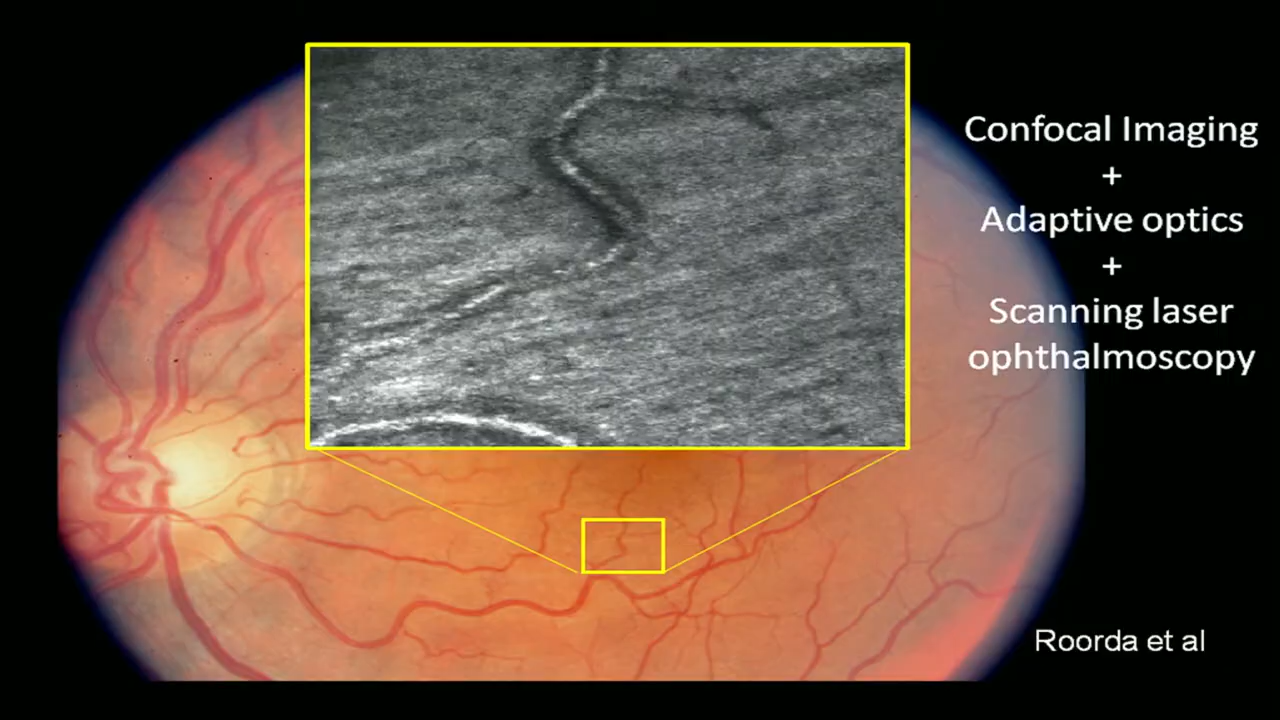 Confocal Imaging
+
Adaptive optics
+
Scanning laser
ophthalmoscopy
Roorda et al